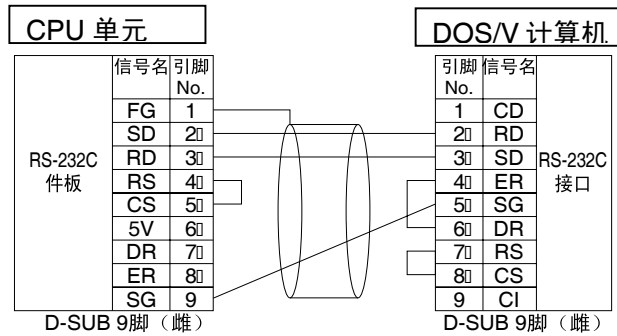 CPU 单元
DOS/V 计算机
信号名 引脚 No.
FG 1
SD 2
RD 3
RS 4
CS 5
5V 6
DR 7
ER 8
SG 9
RS-232C
件板
D-SUB 9脚（雌）
引脚 No. 信号名
1 CD
2 RD
3 SD
4 ER
5 SG
6 DR
7 RS
8 CS
9 CI
RS-232C
接口
D-SUB 9脚（雌）